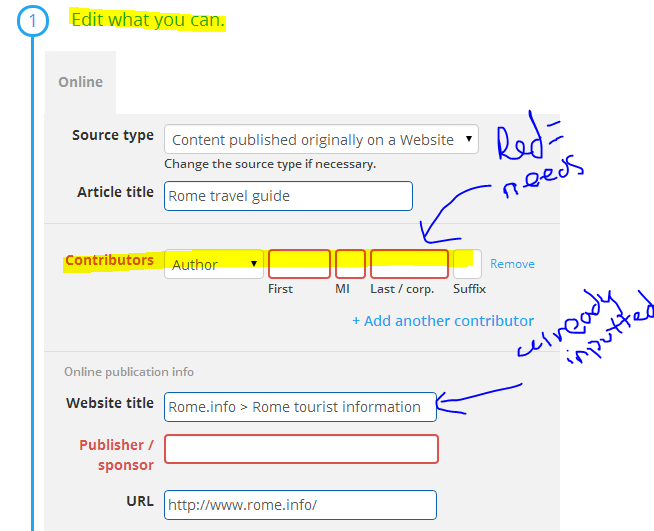 1 Edit what you can.
Online
Source type Content published originally on a Website
Change the source type if necessary.
Red =
needs
Article title Rome travel guide
Contributors Author Remove
First MI Last / corp. Suffix
+ Add another contributor
already
inputted
Online publication info
Website title Rome.info > Rome tourist information
Publisher /
sponsor
URL http://www.rome.info/